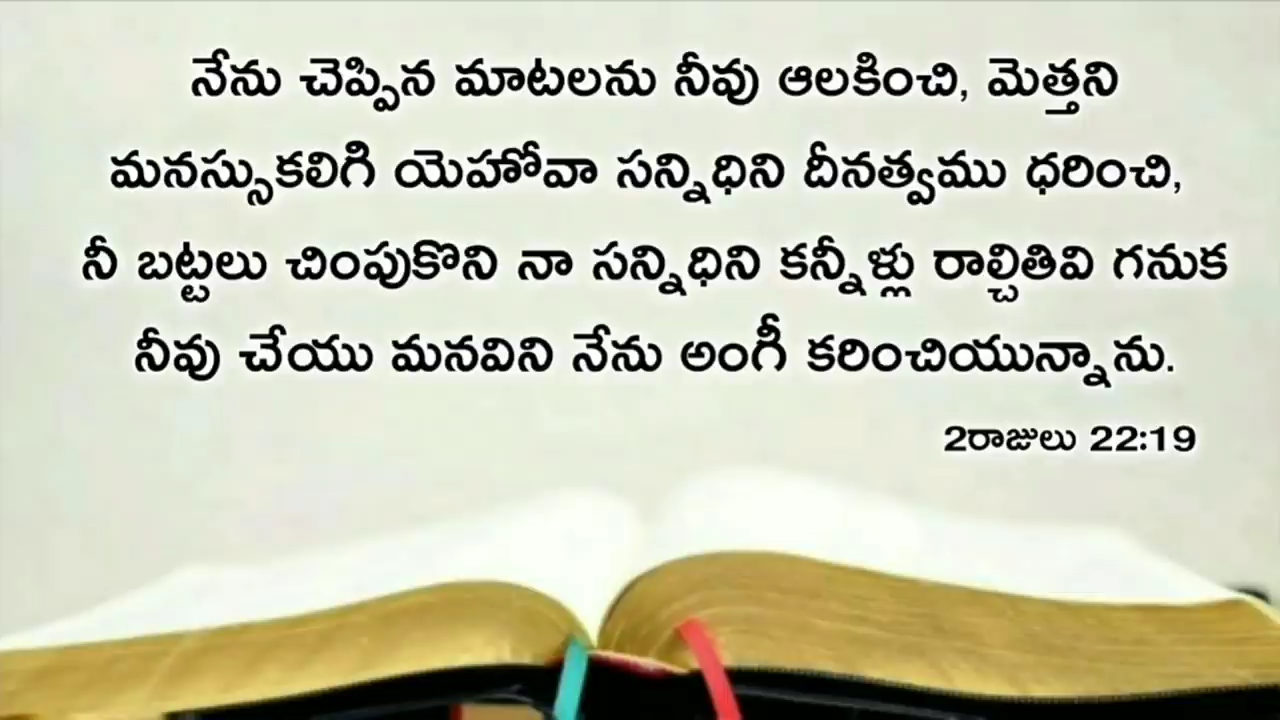 నేను చెప్పిన మాటలను నీవు ఆలకించి, మెత్తని
మనస్సుకలిగి యెహోవా సన్నిధిని దీనత్వము ధరించి,
నీ బట్టలు చింపుకొని నా సన్నిధిని కన్నీళ్లు రాల్చితివి గనుక
నీవు చేయు మనవిని నేను అంగీ కరించియున్నాను.
2రాజులు 22:19